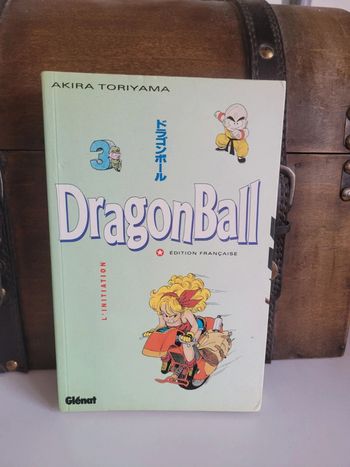 AKIRA TORIYAMA
3
ドラゴンボール
DragonBall
ÉDITION FRANÇAISE
L'INITIATION
Glénat